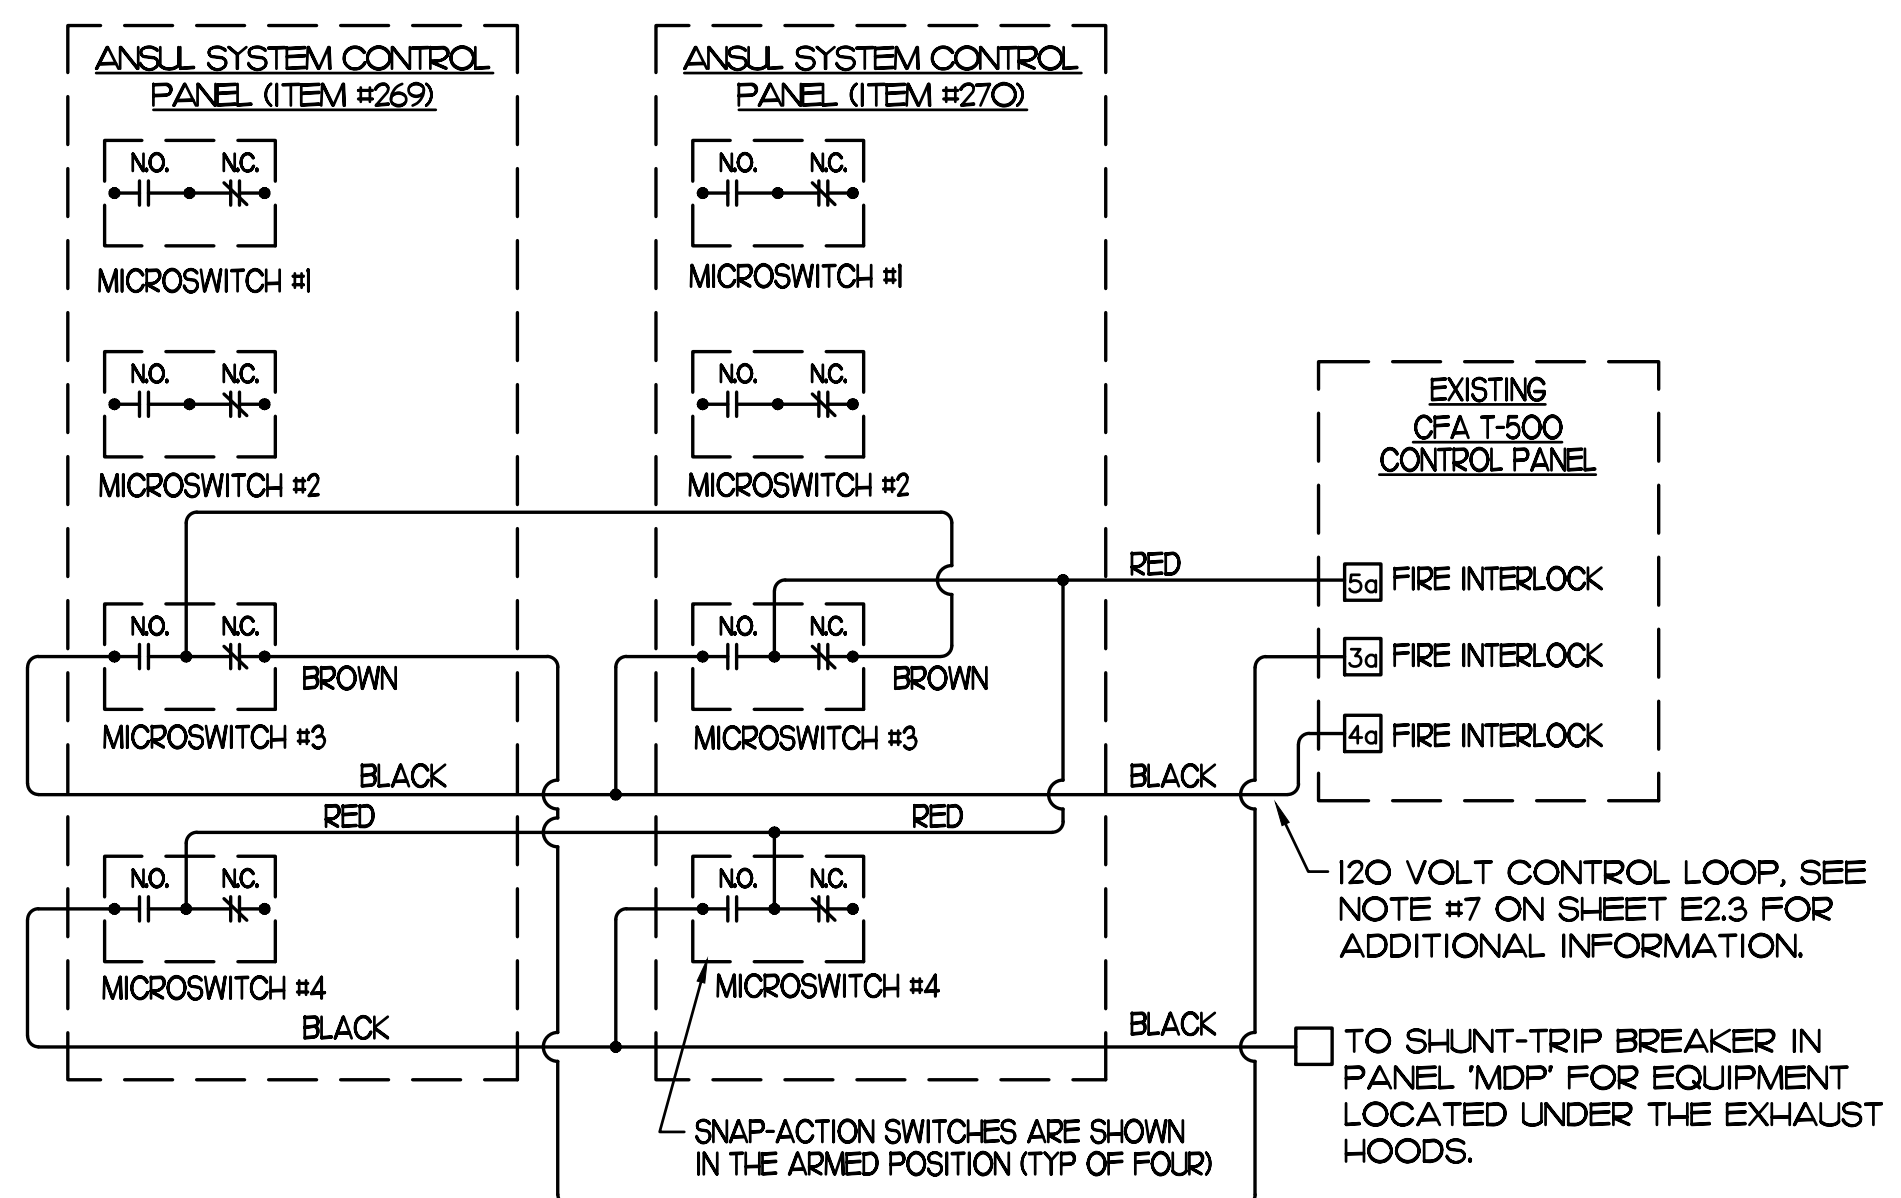 ANSUL SYSTEM CONTROL
PANEL (ITEM #269)
N.O. N.C.
MICROSWITCH #1
N.O. N.C.
MICROSWITCH #2
N.O. N.C.
BROWN
MICROSWITCH #3
BLACK
RED
N.O. N.C.
MICROSWITCH #4
BLACK
ANSUL SYSTEM CONTROL
PANEL (ITEM #270)
N.O. N.C.
MICROSWITCH #1
N.O. N.C.
MICROSWITCH #2
N.O. N.C.
BROWN
MICROSWITCH #3
RED
N.O. N.C.
MICROSWITCH #4
SNAP-ACTION SWITCHES ARE SHOWN
IN THE ARMED POSITION (TYP OF FOUR)
RED
BLACK
BLACK
EXISTING
CFA T-500
CONTROL PANEL
5a FIRE INTERLOCK
3a FIRE INTERLOCK
4a FIRE INTERLOCK
120 VOLT CONTROL LOOP, SEE
NOTE #7 ON SHEET E2.3 FOR
ADDITIONAL INFORMATION.
TO SHUNT-TRIP BREAKER IN
PANEL 'MDP' FOR EQUIPMENT
LOCATED UNDER THE EXHAUST
HOODS.